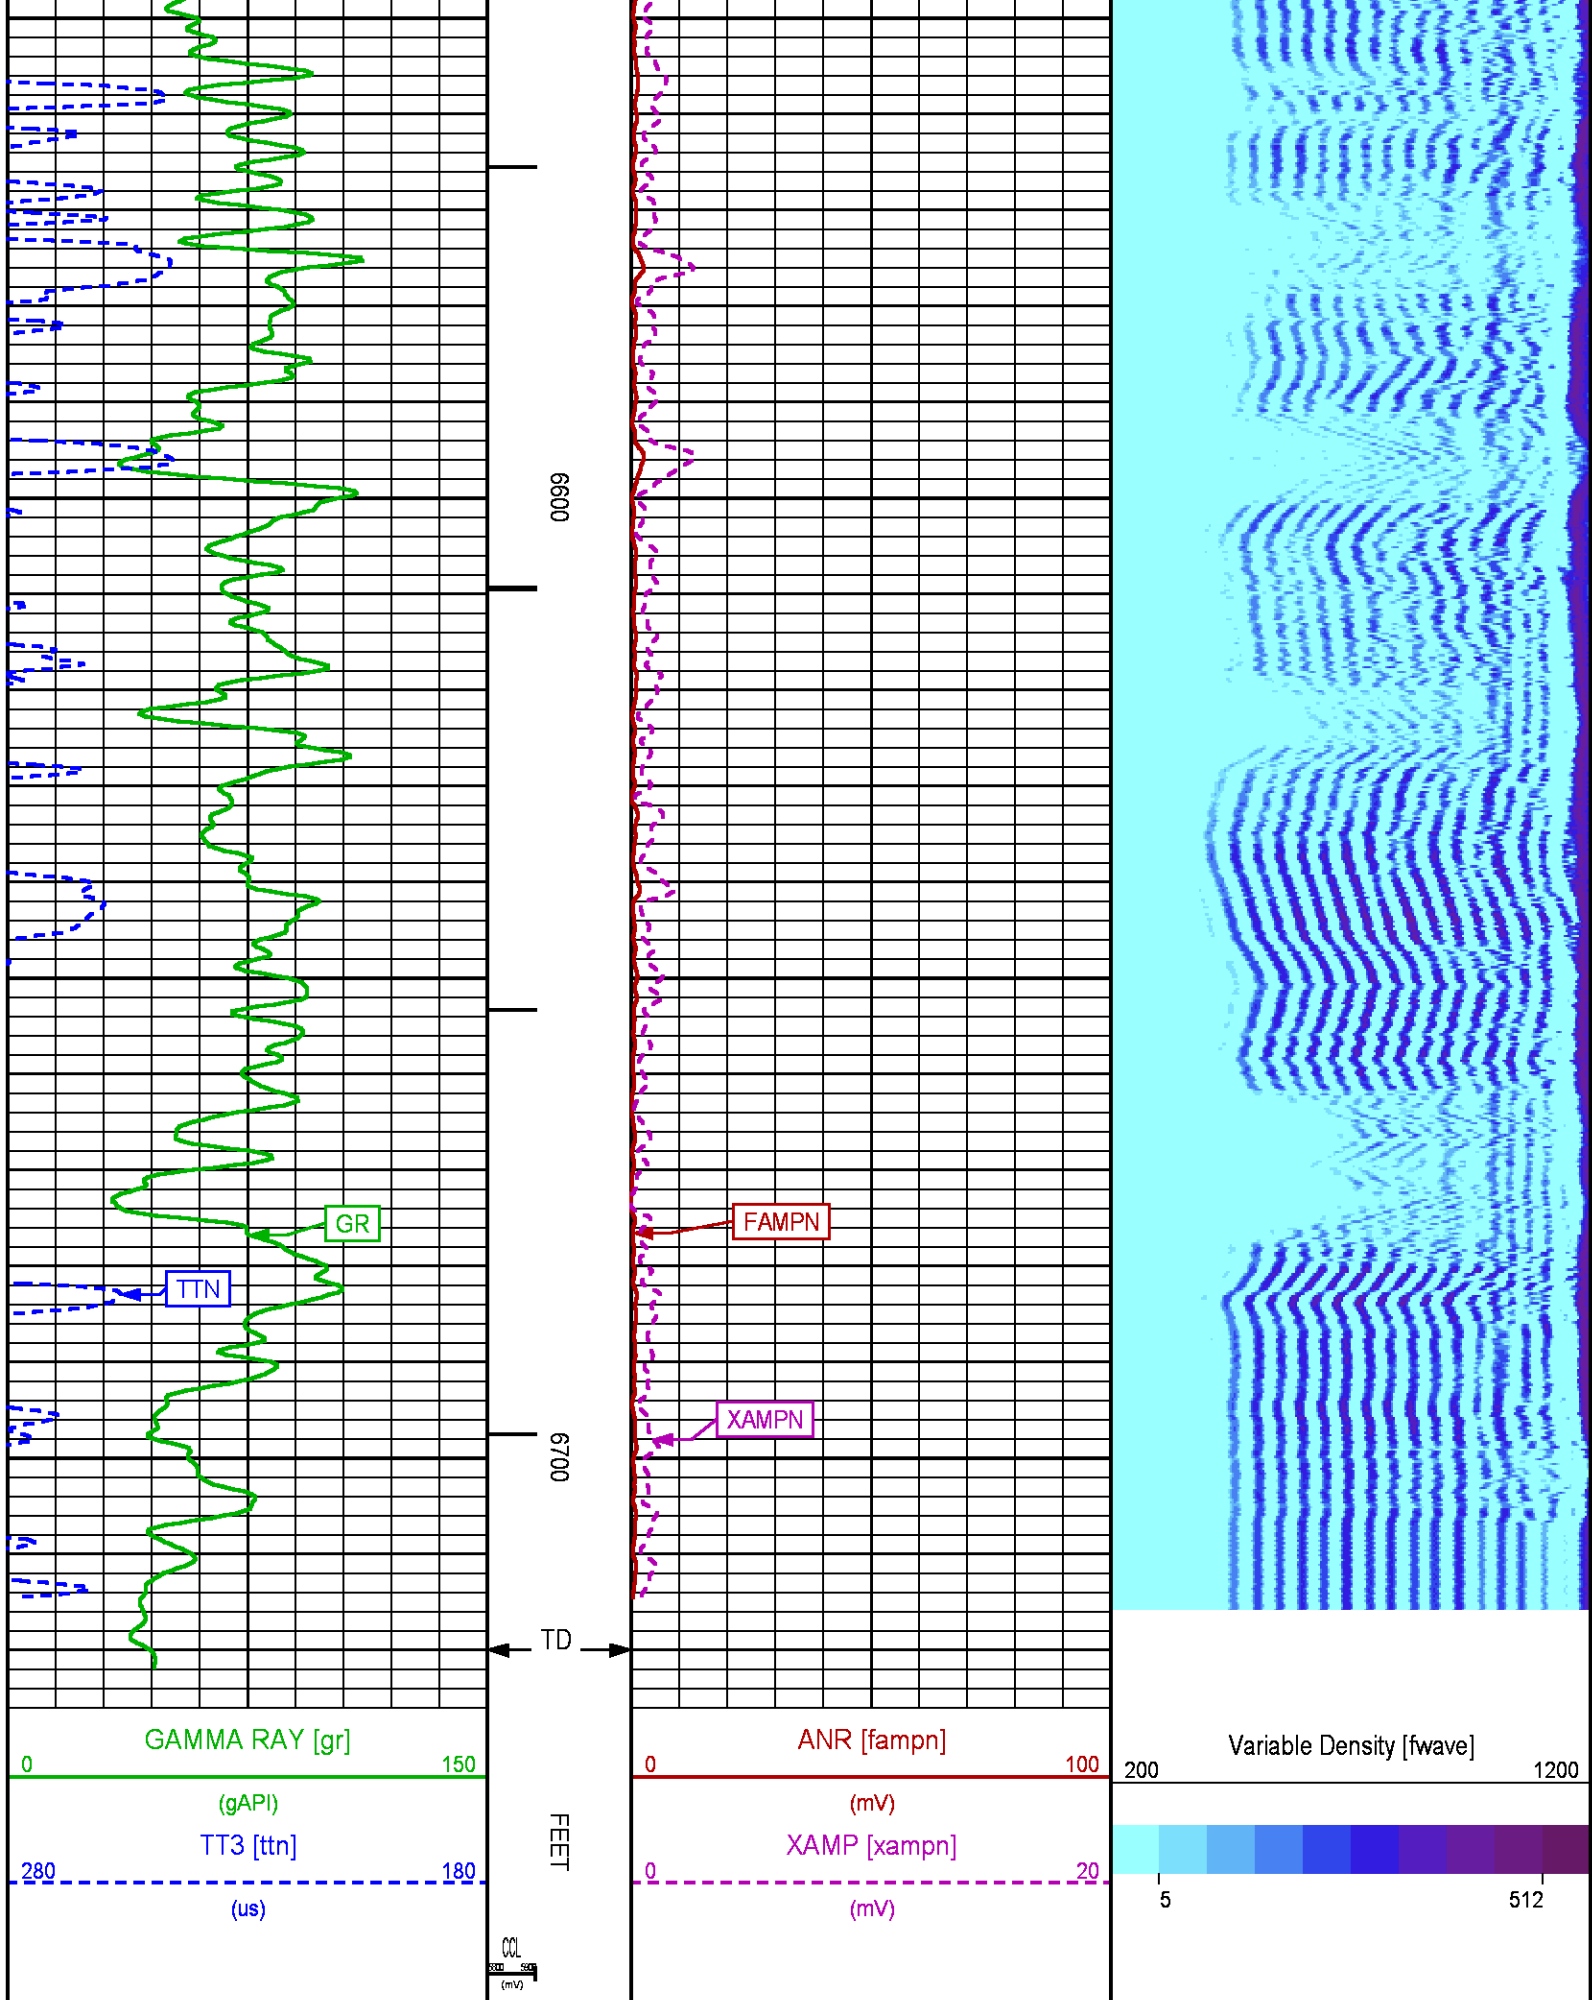 6600
GR
FAMPN
TTN
XAMPN
6700
TD
GAMMA RAY [gr]
0 150
(gAPI)
TT3 [ttn]
280 180
(us)
FEET
CCL
(mV)
ANR [fampn]
0 100
(mV)
XAMP [xampn]
0 20
(mV)
Variable Density [fwave]
200 1200
5 512